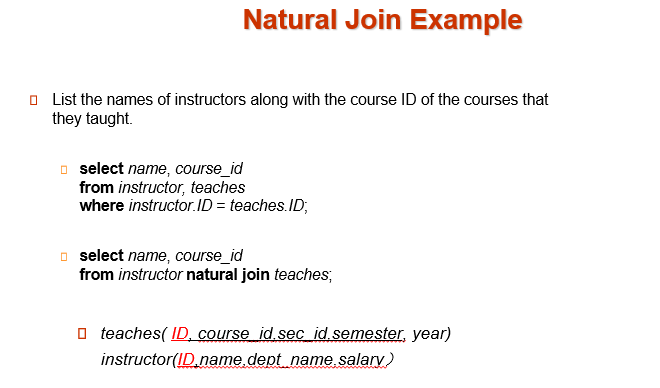 Natural Join Example
List the names of instructors along with the course ID of the courses that
they taught.
select name, course_id
from instructor, teaches
where instructor.ID = teaches.ID;
select name, course_id
from instructor natural join teaches;
teaches( ID, course_id,sec_id,semester, year)
instructor(ID,name,dept_name,salary）